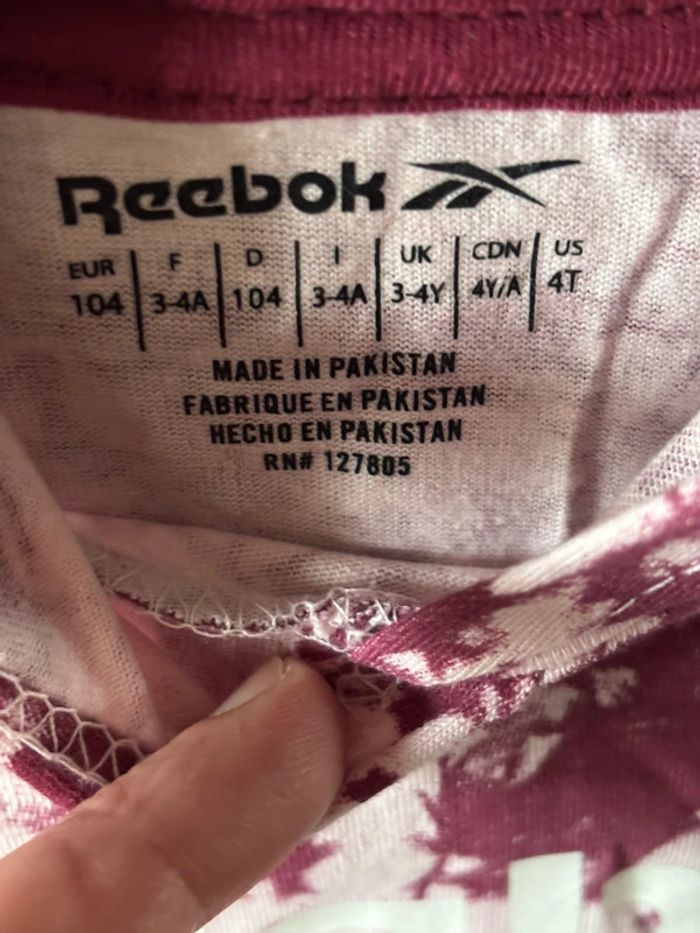 Reebok
EUR F D I UK CDN US
104 3-4A 104 3-4A 3-4Y 4Y/A 4T
MADE IN PAKISTAN
FABRIQUE EN PAKISTAN
HECHO EN PAKISTAN
RN# 127805